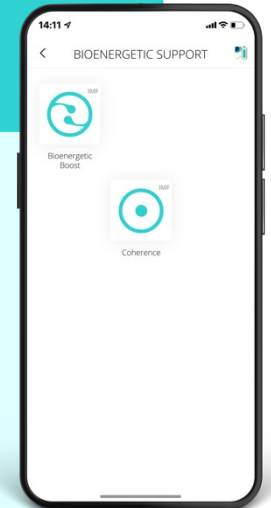 14:11
BIOENERGETIC SUPPORT
IMF
Bioenergetic
Boost
IMF
Coherence